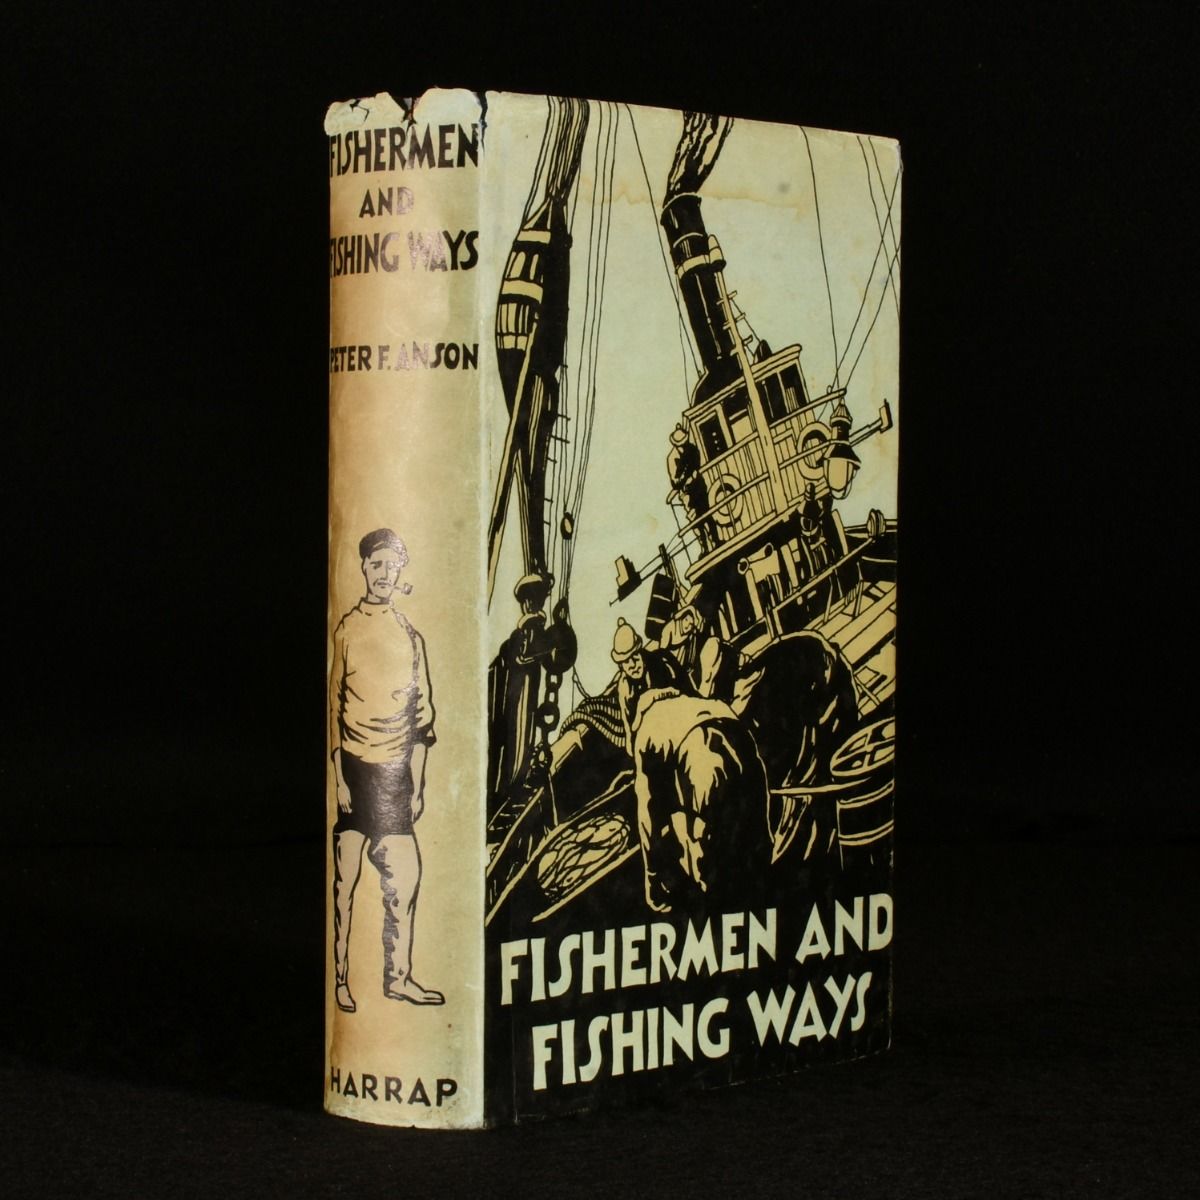 FISHERMEN
AND
FISHING WAYS
PETER F. ANSON
HARRAP
FISHERMEN AND
FISHING WAYS